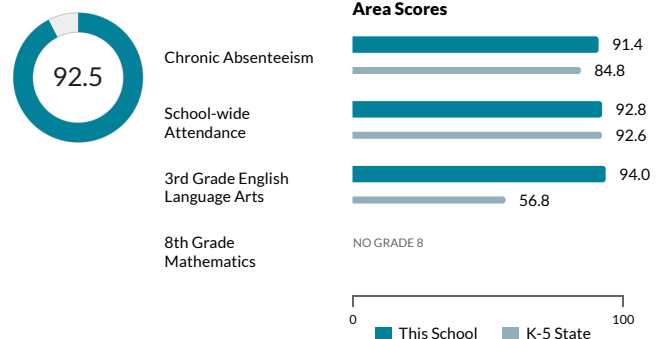 Area Scores
92.5
Chronic Absenteeism
91.4
84.8
School-wide
Attendance
92.8
92.6
3rd Grade English
Language Arts
94.0
56.8
8th Grade
Mathematics
NO GRADE 8
0
100
This School
K-5 State